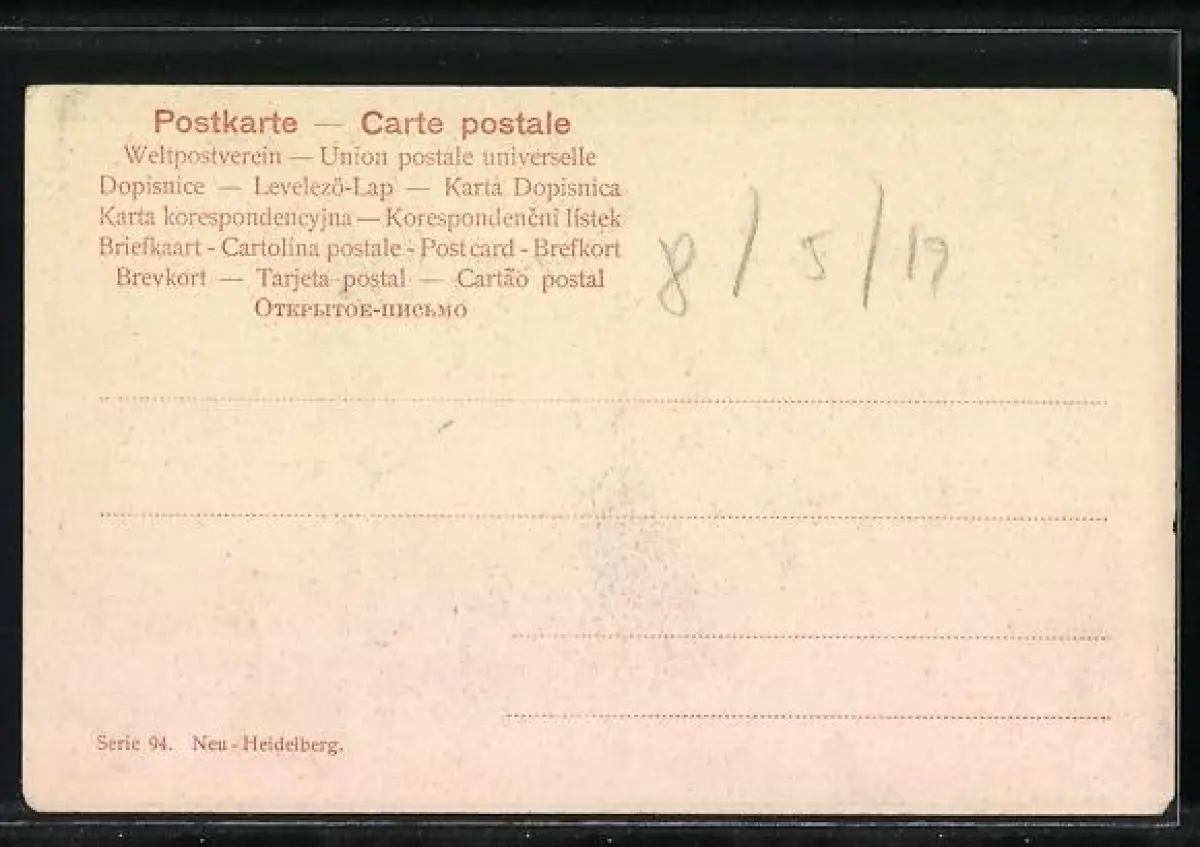 Postkarte — Carte postale
Weltpostverein — Union postale universelle
Dopisnice — Levelező-Lap — Karta Dopisnica
Karta korespondencyjna — Korespondenční lístek
Briefkaart - Cartolina postale - Post card - Brefkort
Brevkort — Tarjeta postal — Cartão postal
Открытое-письмо
8/5/19
Serie 94. Neu-Heidelberg.